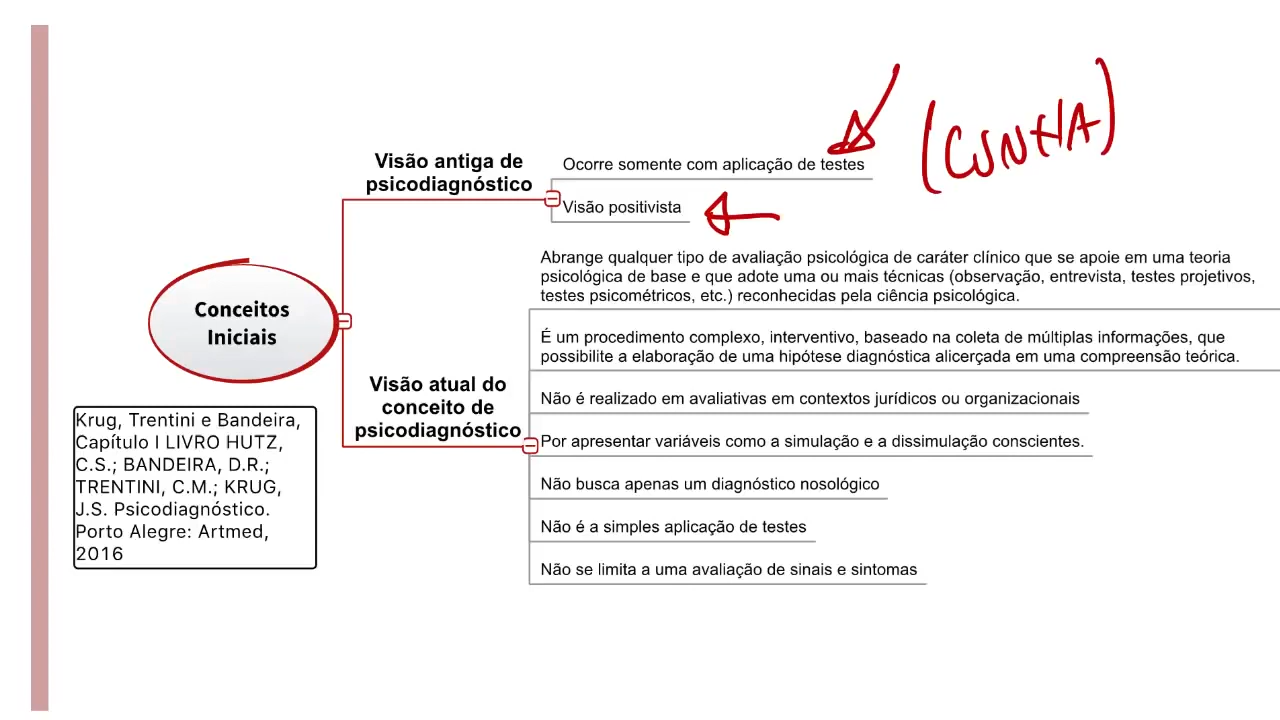 (CUNHA)
Visão antiga de
psicodiagnóstico
Ocorre somente com aplicação de testes
Visão positivista
Conceitos
Iniciais
Visão atual do
conceito de
psicodiagnóstico
Abrange qualquer tipo de avaliação psicológica de caráter clínico que se apoie em uma teoria
psicológica de base e que adote uma ou mais técnicas (observação, entrevista, testes projetivos,
testes psicométricos, etc.) reconhecidas pela ciência psicológica.
É um procedimento complexo, interventivo, baseado na coleta de múltiplas informações, que
possibilite a elaboração de uma hipótese diagnóstica alicerçada em uma compreensão teórica.
Não é realizado em avaliativas em contextos jurídicos ou organizacionais
Por apresentar variáveis como a simulação e a dissimulação conscientes.
Não busca apenas um diagnóstico nosológico
Não é a simples aplicação de testes
Não se limita a uma avaliação de sinais e sintomas
Krug, Trentini e Bandeira,
Capítulo I LIVRO HUTZ,
C.S.; BANDEIRA, D.R.;
TRENTINI, C.M.; KRUG,
J.S. Psicodiagnóstico.
Porto Alegre: Artmed,
2016